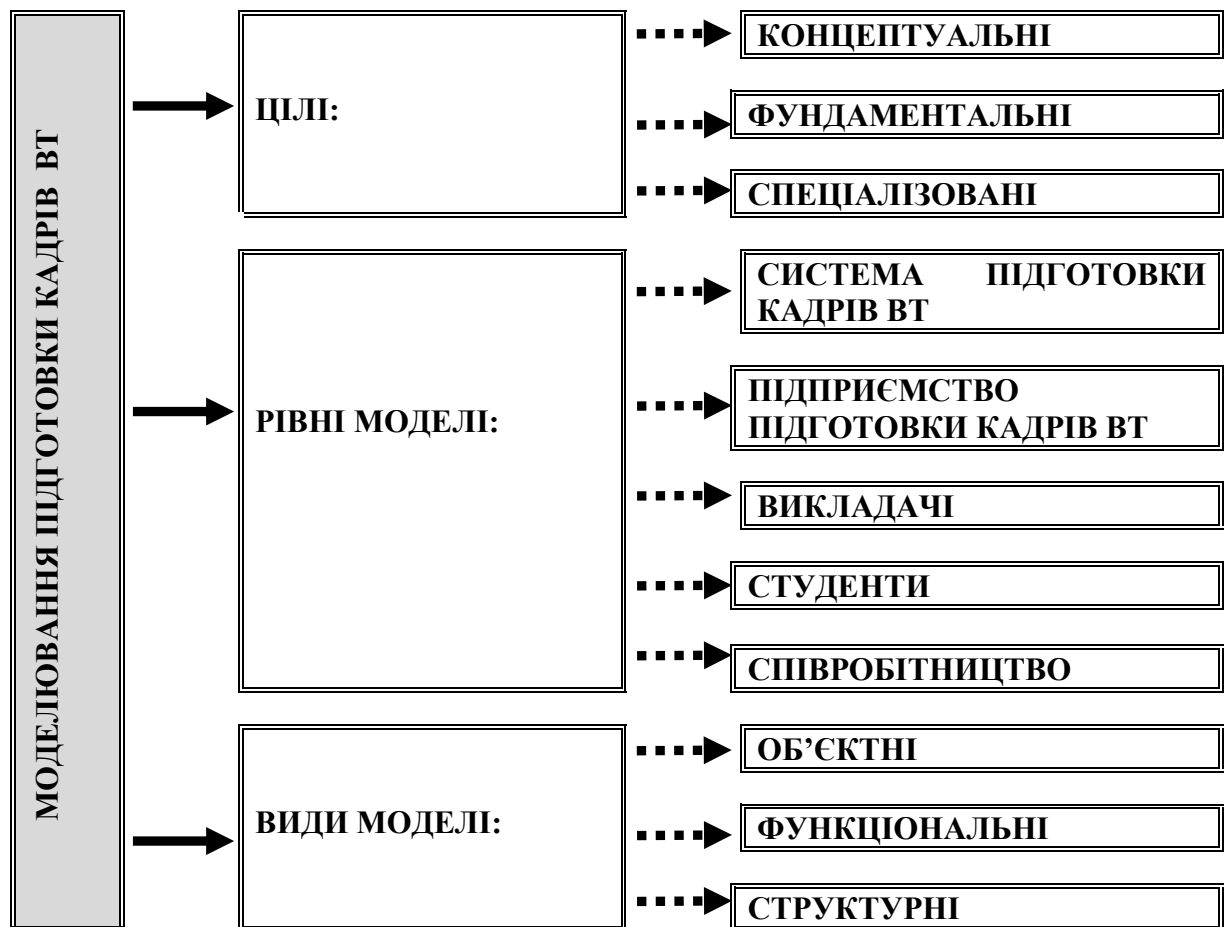 МОДЕЛЮВАННЯ ПІДГОТОВКИ КАДРІВ ВТ
ЦІЛІ:
КОНЦЕПТУАЛЬНІ
ФУНДАМЕНТАЛЬНІ
СПЕЦІАЛІЗОВАНІ
РІВНІ МОДЕЛІ:
СИСТЕМА ПІДГОТОВКИ
КАДРІВ ВТ
ПІДПРИЄМСТВО
ПІДГОТОВКИ КАДРІВ ВТ
ВИКЛАДАЧІ
СТУДЕНТИ
СПІВРОБІТНИЦТВО
ВИДИ МОДЕЛІ:
ОБ’ЄКТНІ
ФУНКЦІОНАЛЬНІ
СТРУКТУРНІ